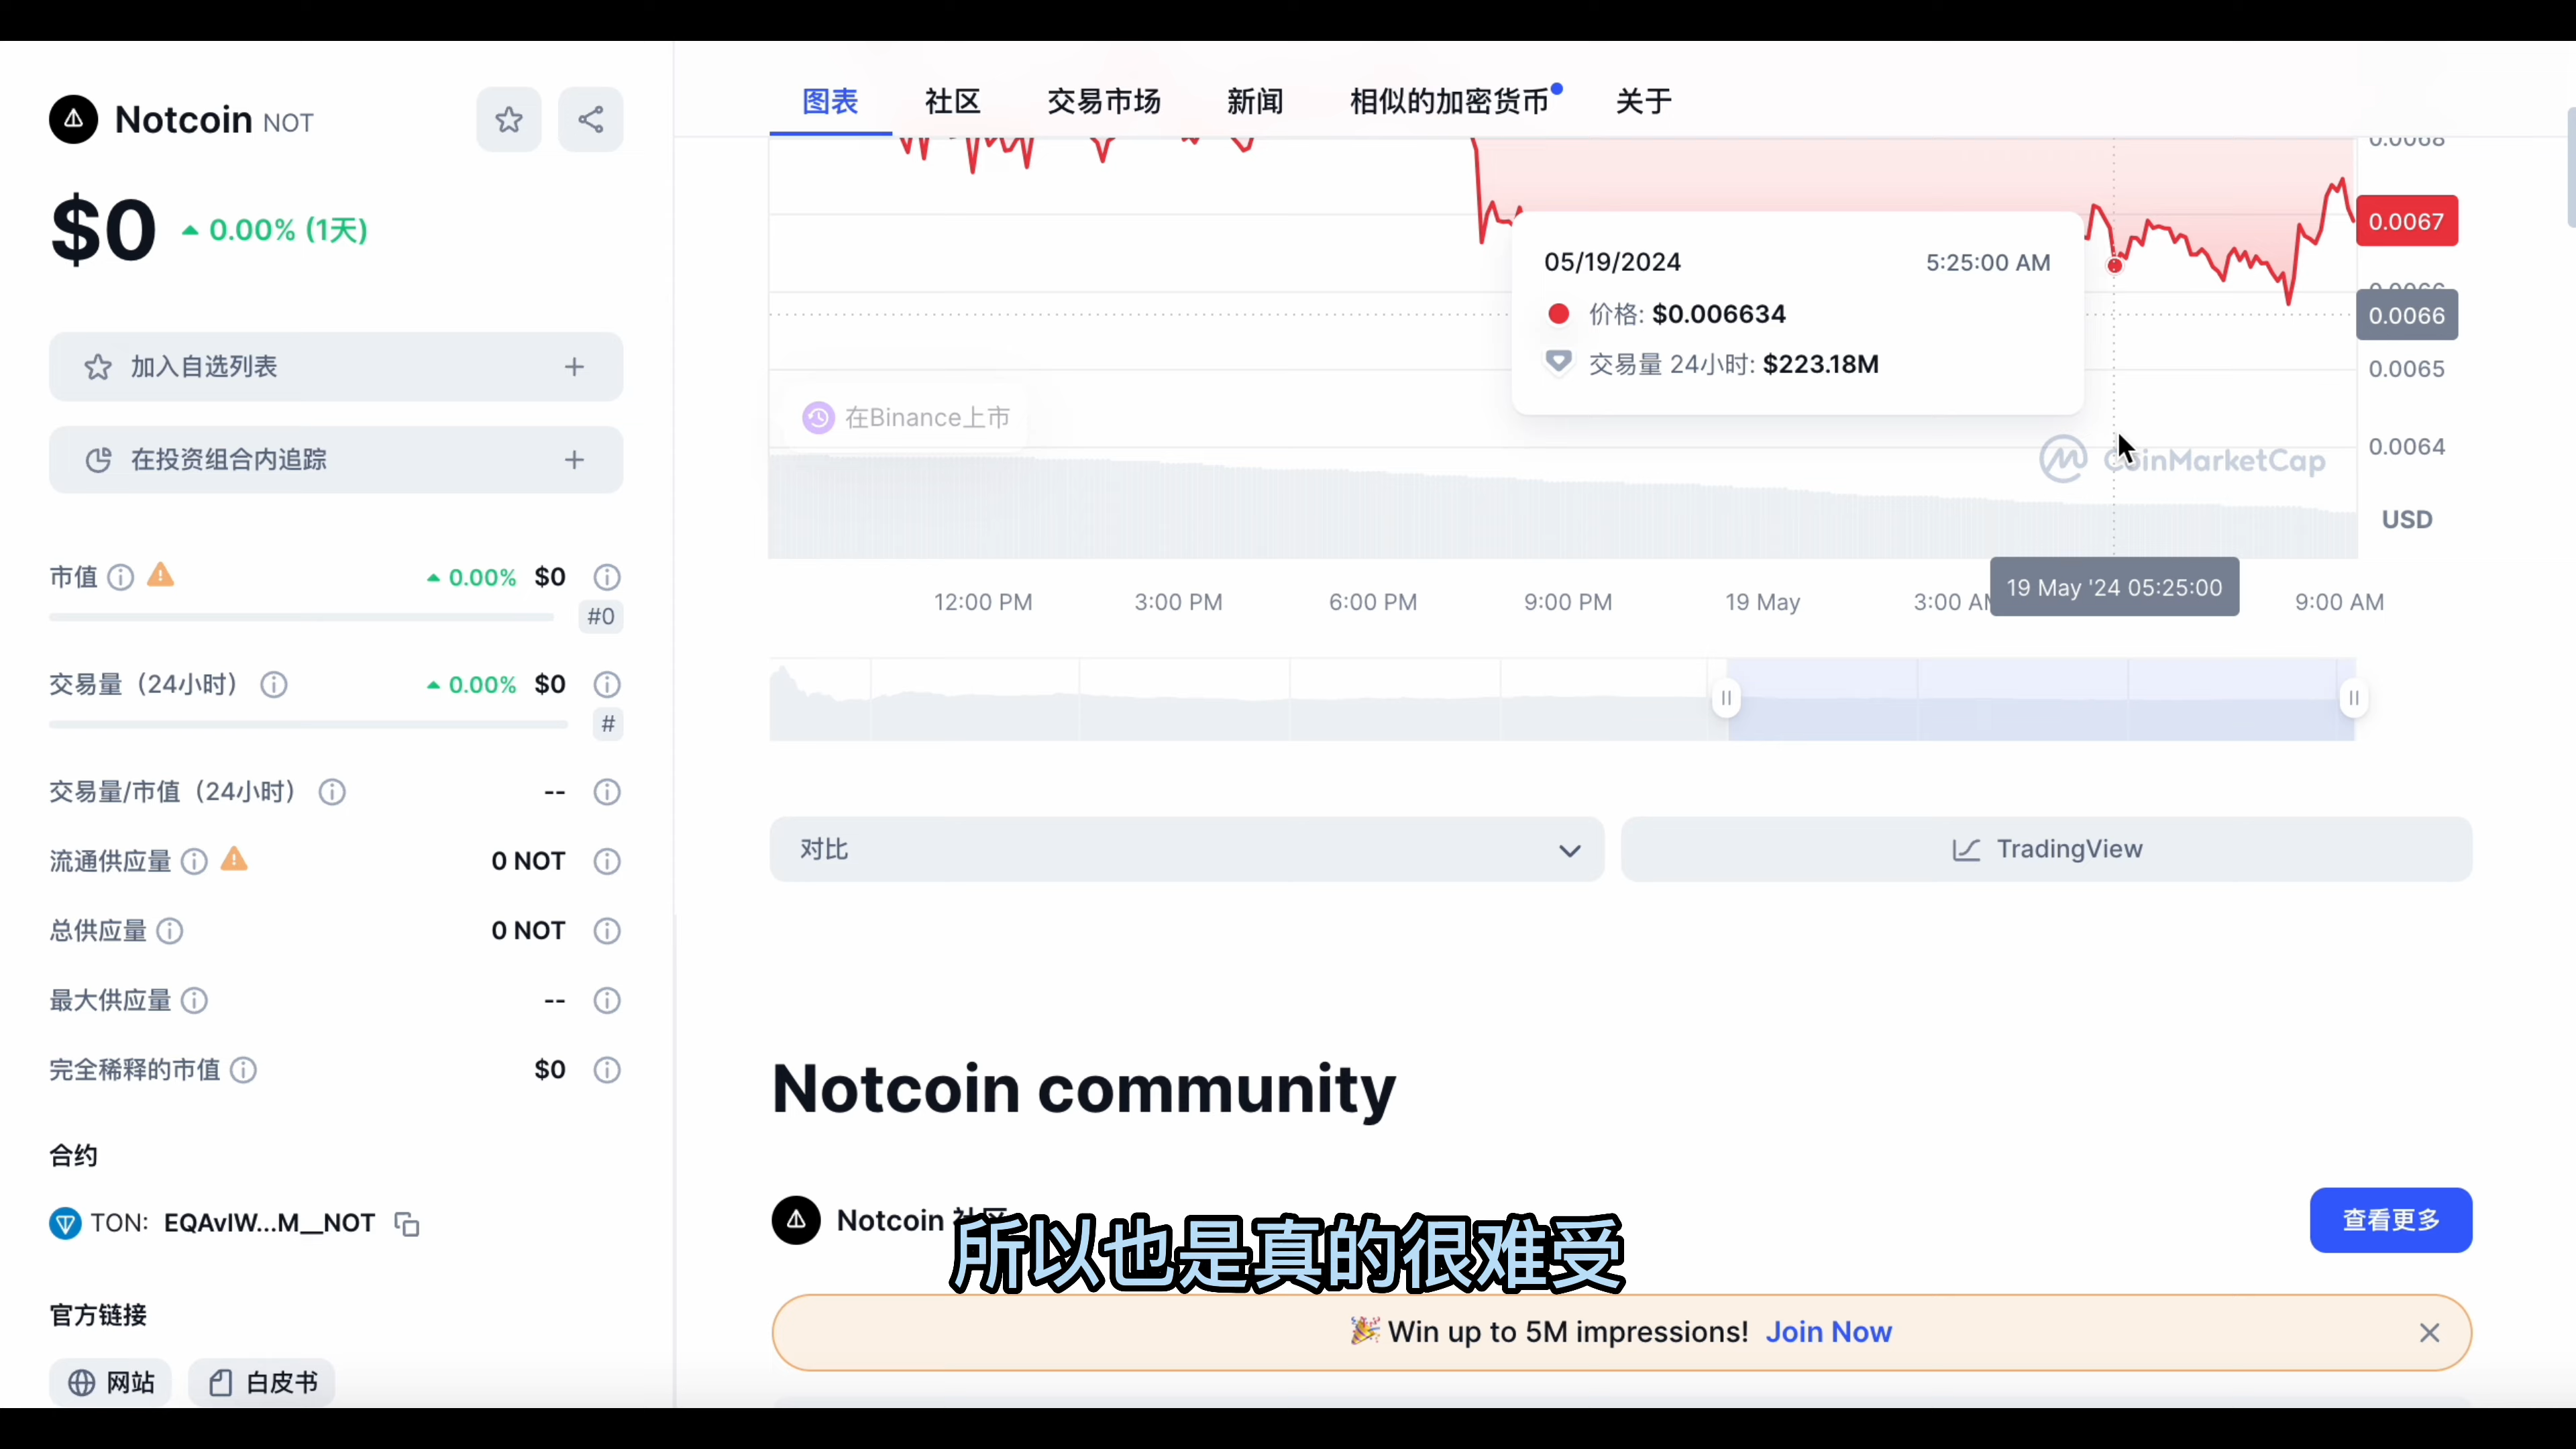 Notcoin NOT
$0 0.00% (1天)
加入自选列表 +
在投资组合内追踪 +
市值 0.00% $0
#0
交易量（24小时） 0.00% $0
#
交易量/市值（24小时） --
流通供应量 0 NOT
总供应量 0 NOT
最大供应量 --
完全稀释的市值 $0
合约
TON: EQAvlW...M__NOT
官方链接
网站 白皮书
图表 社区 交易市场 新闻 相似的加密货币 关于
0.0068
0.0067
0.0066
0.0066
0.0065
0.0064
USD
05/19/2024 5:25:00 AM
价格: $0.006634
交易量 24小时: $223.18M
在Binance上市
CoinMarketCap
12:00 PM 3:00 PM 6:00 PM 9:00 PM 19 May 3:00 AM 19 May '24 05:25:00 9:00 AM
对比 TradingView
Notcoin community
Notcoin 社区 查看更多
所以也是真的很难受
Win up to 5M impressions! Join Now